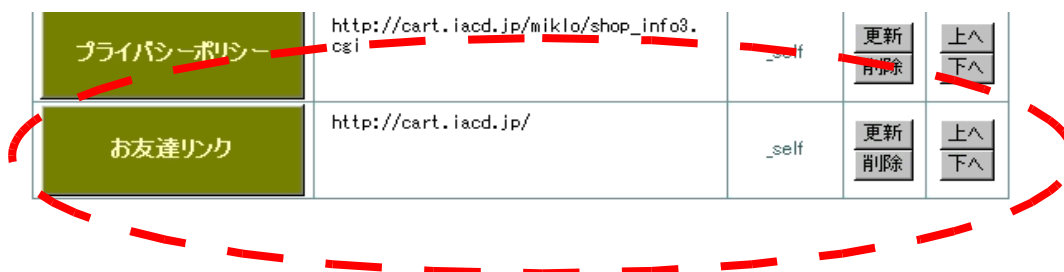 プライバシーポリシー
http://cart.iacd.jp/miklo/shop_info3.
cgi
_self
更新
削除
上へ
下へ
お友達リンク
http://cart.iacd.jp/
_self
更新
削除
上へ
下へ